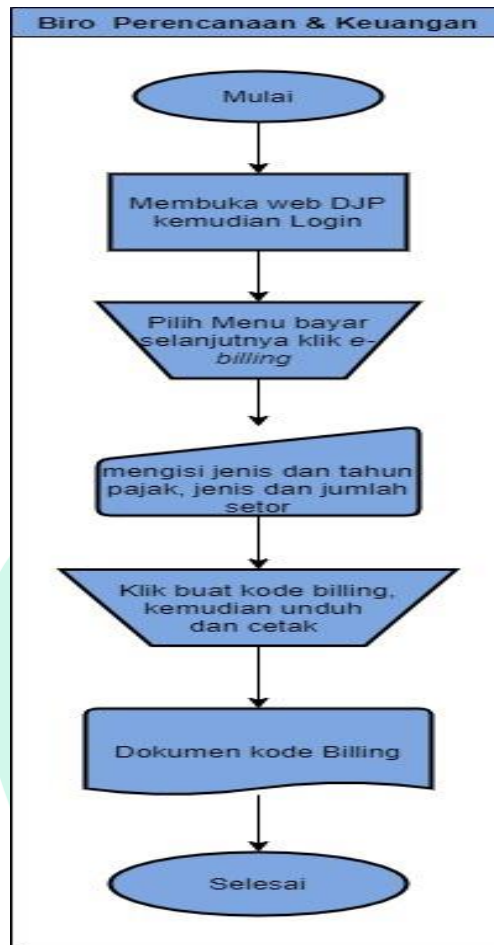 Biro Perencanaan & Keuangan
Mulai
Membuka web DJP
kemudian Login
Pilih Menu bayar
selanjutnya klik e-
billing
mengisi jenis dan tahun
pajak, jenis dan jumlah
setor
Klik buat kode billing,
kemudian unduh
dan cetak
Dokumen kode Billing
Selesai